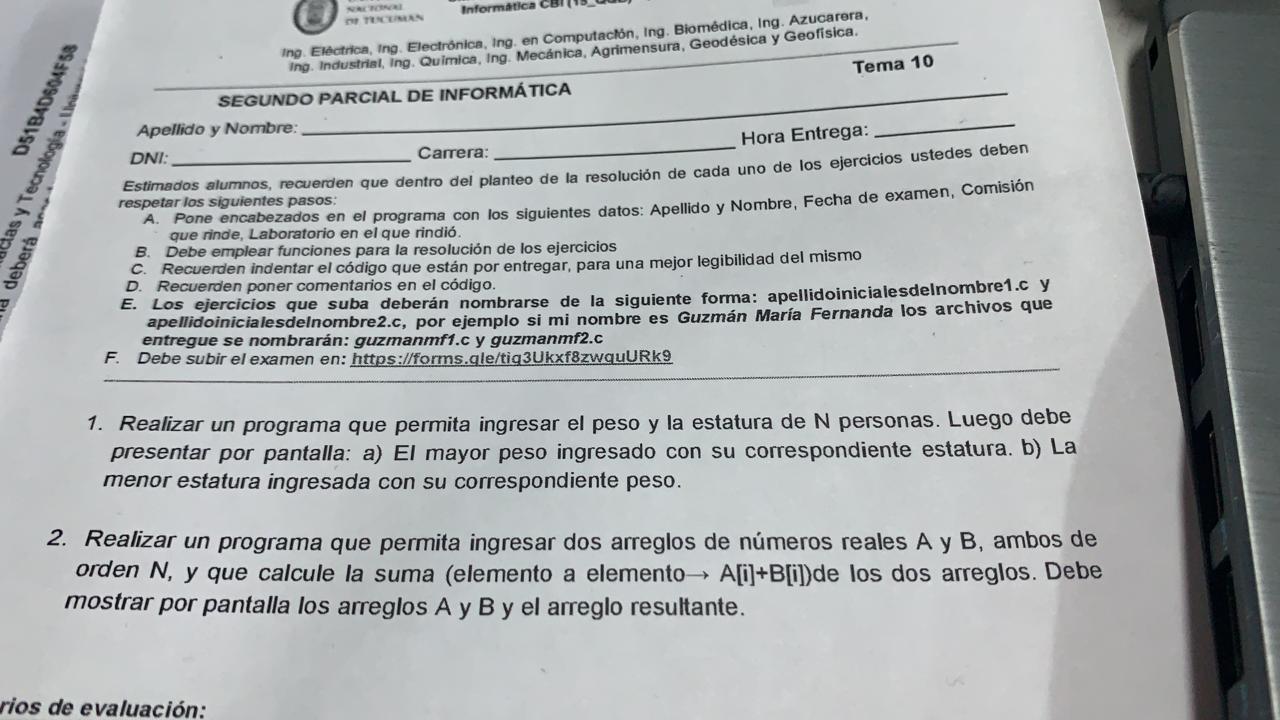 NACIONAL
DE TUCUMAN
Informática CBI
Ing. Eléctrica, Ing. Electrónica, Ing. en Computación, Ing. Biomédica, Ing. Azucarera,
Ing. Industrial, Ing. Química, Ing. Mecánica, Agrimensura, Geodésica y Geofísica.
Tema 10
SEGUNDO PARCIAL DE INFORMÁTICA
Apellido y Nombre:
Hora Entrega:
DNI: Carrera:
Estimados alumnos, recuerden que dentro del planteo de la resolución de cada uno de los ejercicios ustedes deben
respetar los siguientes pasos:
A. Pone encabezados en el programa con los siguientes datos: Apellido y Nombre, Fecha de examen, Comisión
que rinde, Laboratorio en el que rindió.
B. Debe emplear funciones para la resolución de los ejercicios
C. Recuerden indentar el código que están por entregar, para una mejor legibilidad del mismo
D. Recuerden poner comentarios en el código.
E. Los ejercicios que suba deberán nombrarse de la siguiente forma: apellidoinicialesdelnombre1.c y
apellidoinicialesdelnombre2.c, por ejemplo si mi nombre es Guzmán María Fernanda los archivos que
entregue se nombrarán: guzmanmf1.c y guzmanmf2.c
F. Debe subir el examen en: https://forms.gle/tiq3Ukxf8zwquURk9
1. Realizar un programa que permita ingresar el peso y la estatura de N personas. Luego debe
presentar por pantalla: a) El mayor peso ingresado con su correspondiente estatura. b) La
menor estatura ingresada con su correspondiente peso.
2. Realizar un programa que permita ingresar dos arreglos de números reales A y B, ambos de
orden N, y que calcule la suma (elemento a elemento→ A[i]+B[i])de los dos arreglos. Debe
mostrar por pantalla los arreglos A y B y el arreglo resultante.
rios de evaluación:
D51B4D604F58
actas y Tecnología -
deberá